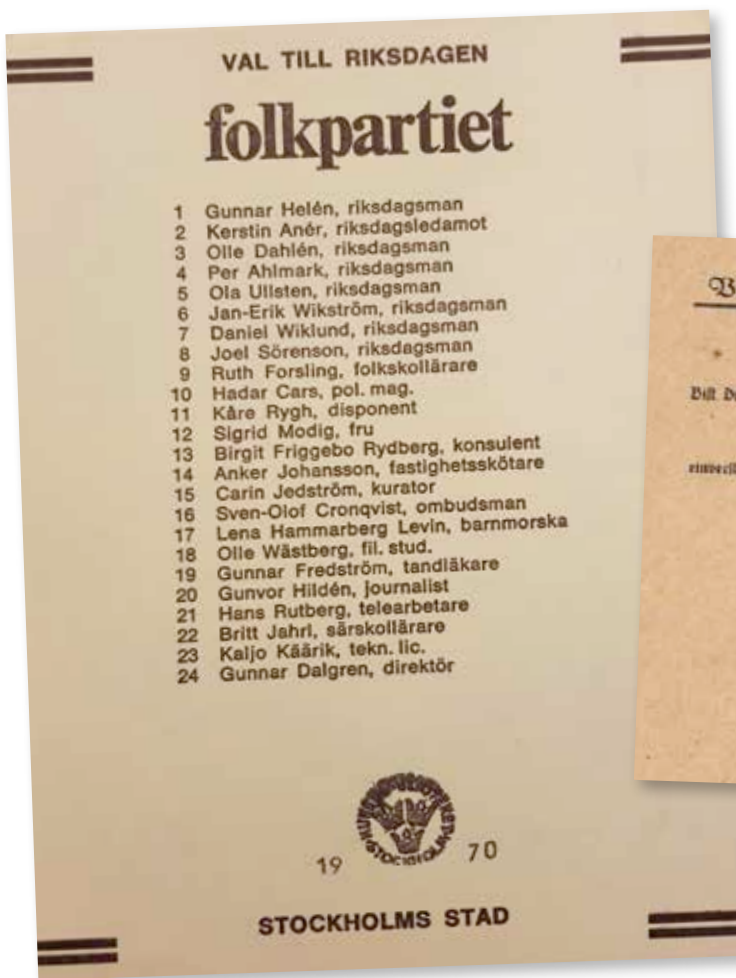 VAL TILL RIKSDAGEN
folkpartiet
1 Gunnar Helén, riksdagsman
2 Kerstin Anér, riksdagsledamot
3 Olle Dahlén, riksdagsman
4 Per Ahlmark, riksdagsman
5 Ola Ullsten, riksdagsman
6 Jan-Erik Wikström, riksdagsman
7 Daniel Wiklund, riksdagsman
8 Joel Sörenson, riksdagsman
9 Ruth Forsling, folkskollärare
10 Hadar Cars, pol. mag.
11 Kåre Rygh, disponent
12 Sigrid Modig, fru
13 Birgit Friggebo Rydberg, konsulent
14 Anker Johansson, fastighetsskötare
15 Carin Jedström, kurator
16 Sven-Olof Cronqvist, ombudsman
17 Lena Hammarberg Levin, barnmorska
18 Olle Wästberg, fil. stud.
19 Gunnar Fredström, tandläkare
20 Gunvor Hildén, journalist
21 Hans Rutberg, telearbetare
22 Britt Jahrl, särskollärare
23 Kaljo Käärik, tekn. lic.
24 Gunnar Dalgren, direktör
19 70
STOCKHOLM
STOCKHOLMS STAD
Bist